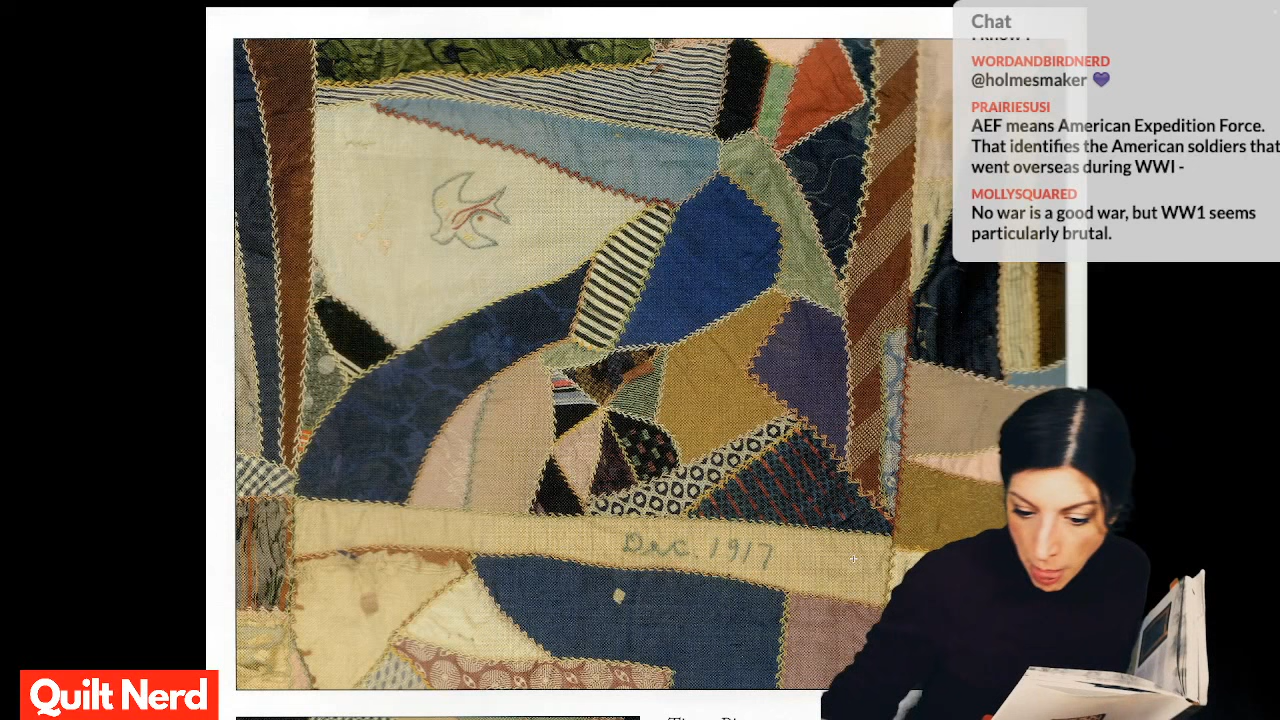 Chat
WORDANDBIRDNERD
@holmesmaker 💜
PRAIRIESUSI
AEF means American Expedition Force.
That identifies the American soldiers that
went overseas during WWI -
MOLLYSQUARED
No war is a good war, but WW1 seems
particularly brutal.
Dec. 1917
Quilt Nerd